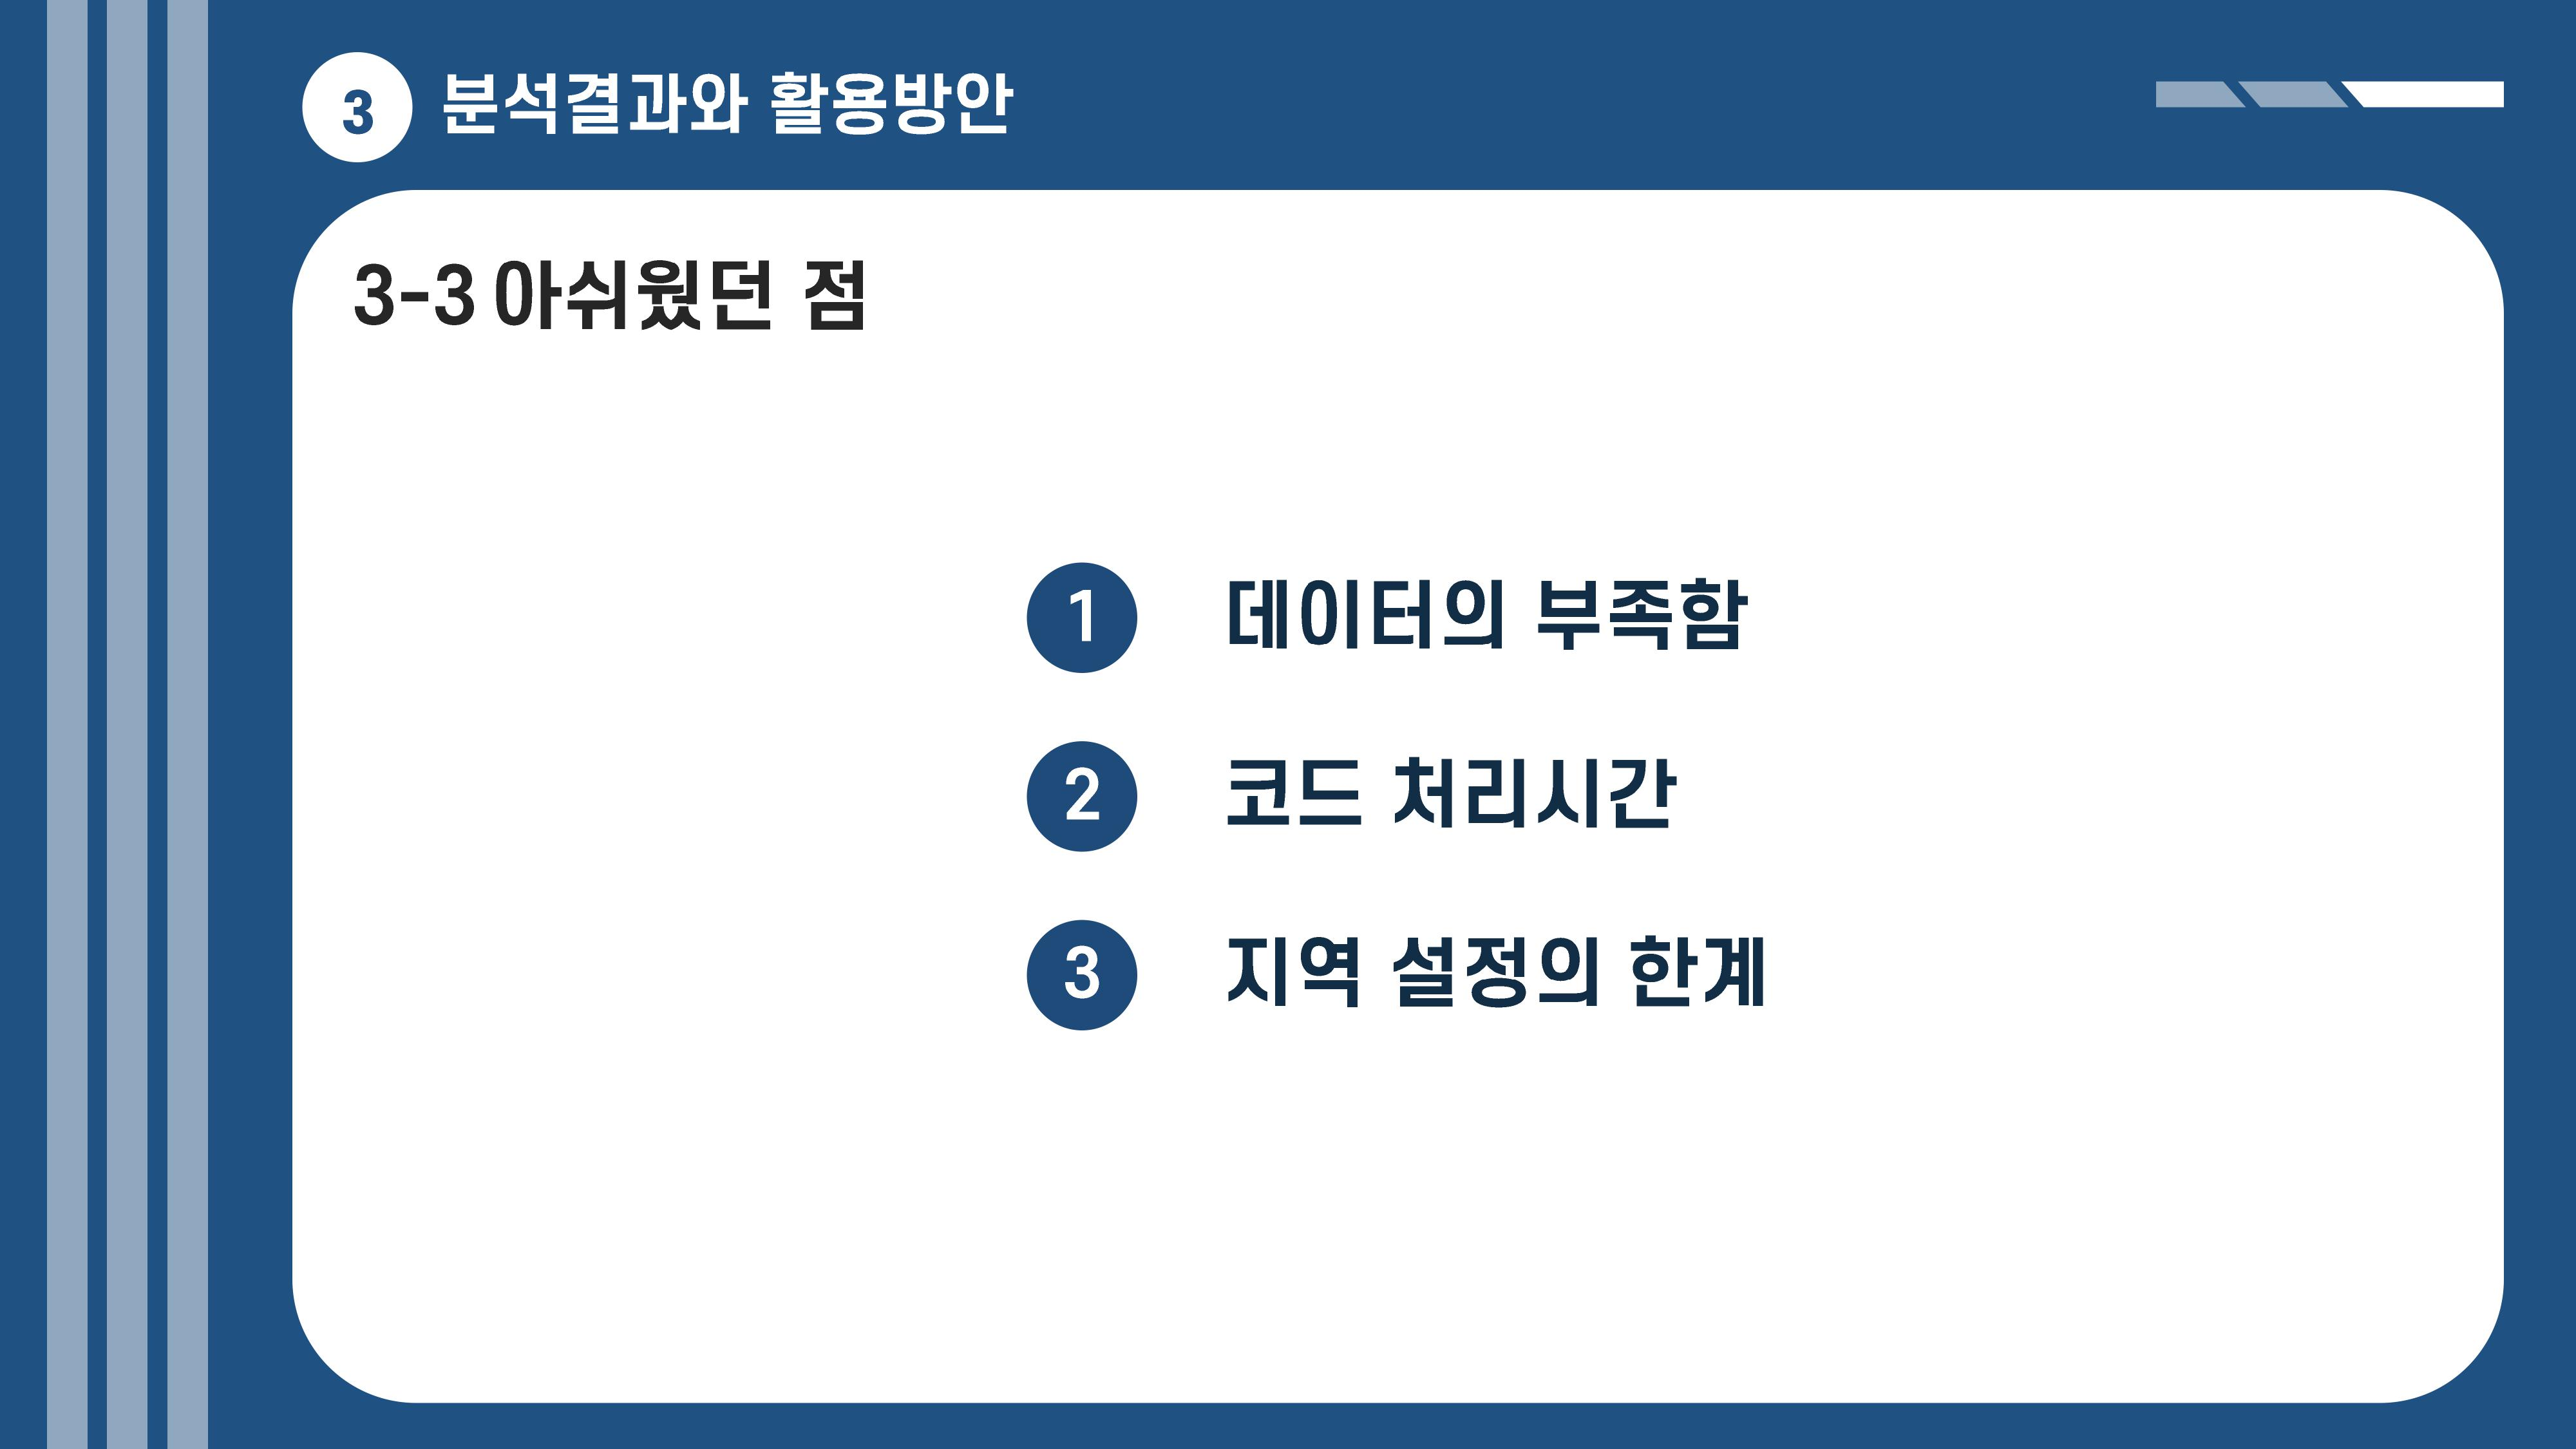 3 분석결과와 활용방안
3-3 아쉬웠던 점
1 데이터의 부족함
2 코드 처리시간
3 지역 설정의 한계